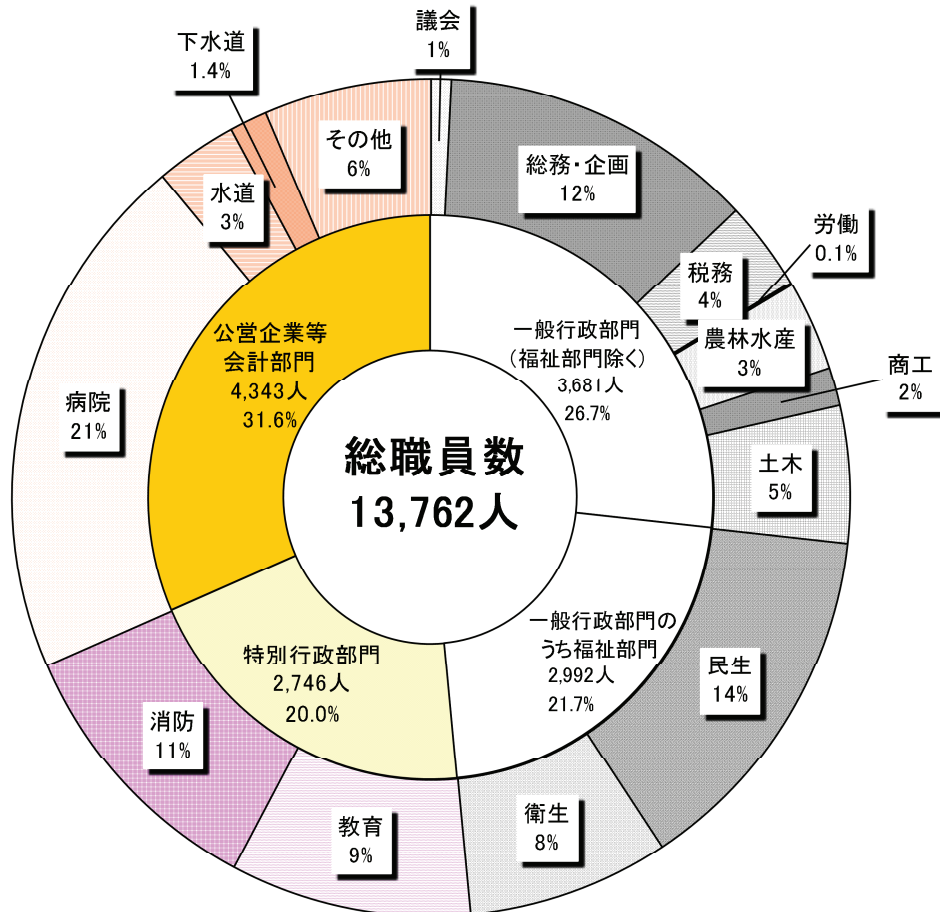 議会
1%
下水道
1.4%
その他
6%
総務・企画
12%
水道
3%
労働
0.1%
税務
4%
農林水産
3%
商工
2%
公営企業等
会計部門
4,343人
31.6%
一般行政部門
(福祉部門除く)
3,681人
26.7%
病院
21%
総職員数
13,762人
土木
5%
一般行政部門の
うち福祉部門
2,992人
21.7%
特別行政部門
2,746人
20.0%
民生
14%
消防
11%
教育
9%
衛生
8%